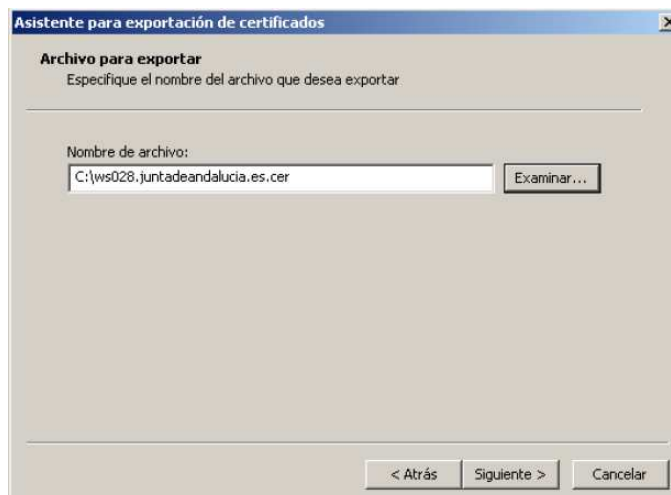 Asistente para exportación de certificados
Archivo para exportar
Especifique el nombre del archivo que desea exportar
Nombre de archivo:
C:\ws028.juntadeandalucia.es.cer
Examinar...
< Atrás
Siguiente >
Cancelar